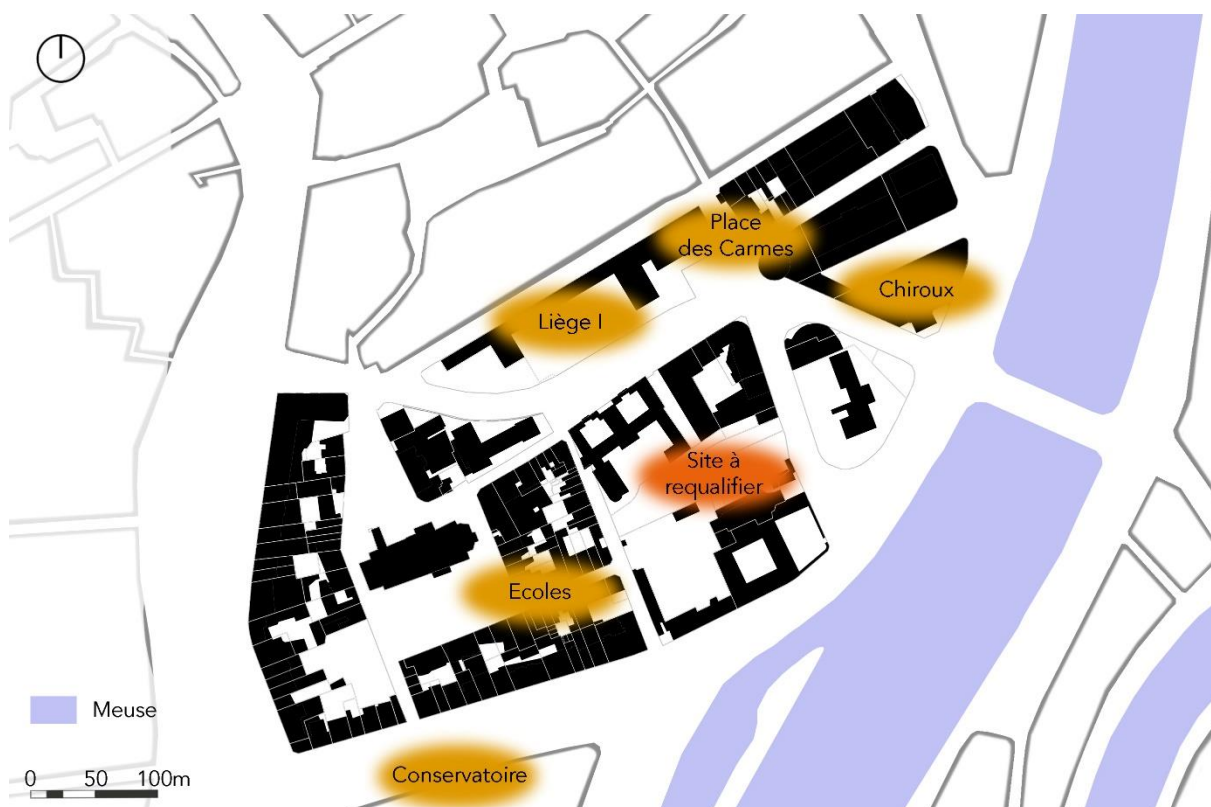 Place
des Carmes
Chiroux
Liège I
Site à
requalifier
Ecoles
Meuse
Conservatoire
0 50 100m